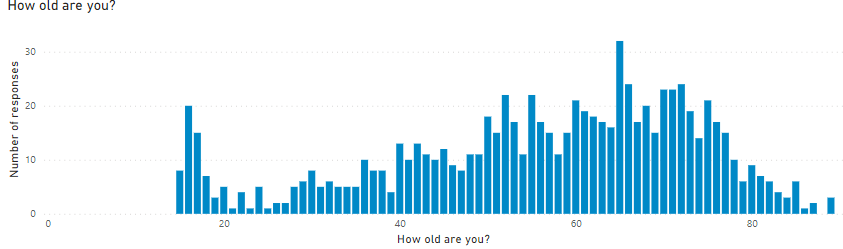 How old are you?
Number of responses
30
20
10
0
0 20 40 60 80
How old are you?